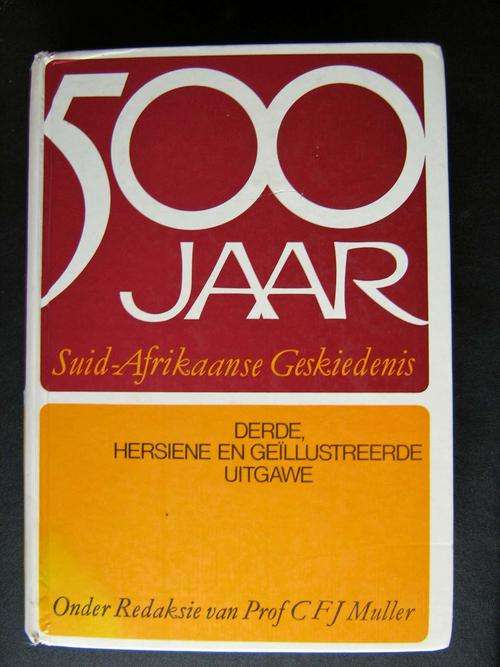 500
JAAR
Suid-Afrikaanse Geskiedenis
DERDE,
HERSIENE EN GEÏLLUSTREERDE
UITGAWE
Onder Redaksie van Prof C F J Muller